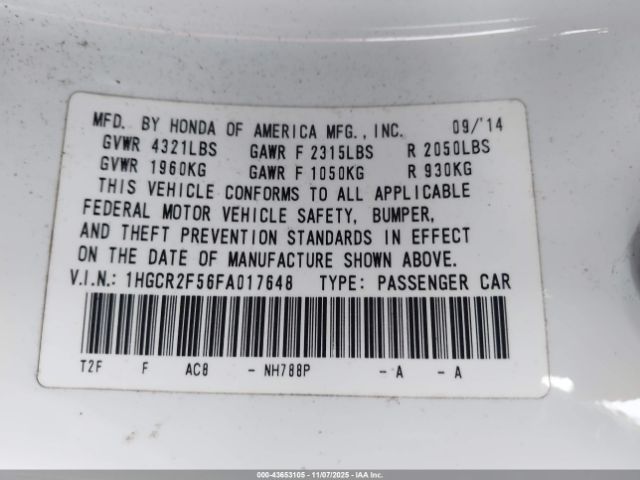 MFD. BY HONDA OF AMERICA MFG., INC. 09/'14
GVWR 4321LBS GAWR F 2315LBS R 2050LBS
GVWR 1960KG GAWR F 1050KG R 930KG
THIS VEHICLE CONFORMS TO ALL APPLICABLE
FEDERAL MOTOR VEHICLE SAFETY, BUMPER,
AND THEFT PREVENTION STANDARDS IN EFFECT
ON THE DATE OF MANUFACTURE SHOWN ABOVE.
V.I.N.: 1HGCR2F56FA017648 TYPE: PASSENGER CAR
T2F F AC8 - NH788P - A - A
000-43653105 - 11/07/2025 - IAAI, Inc.